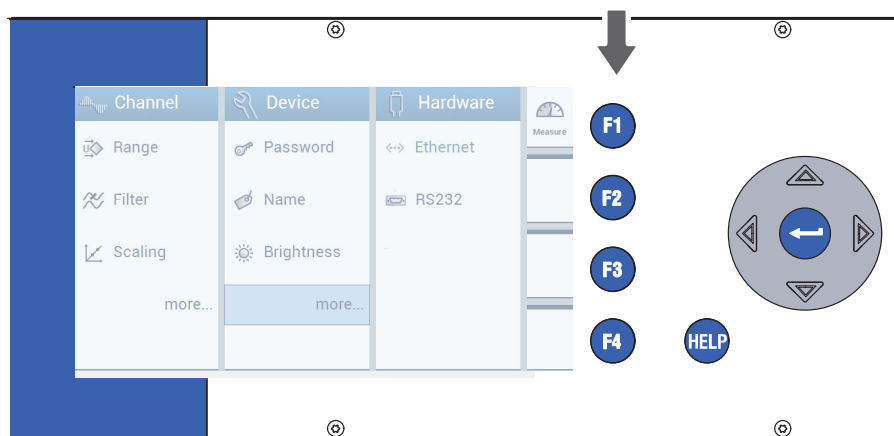 Channel
Device
Hardware
Measure
F1
Range
Password
Ethernet
Filter
Name
RS232
F2
Scaling
Brightness
F3
more...
more...
F4
HELP